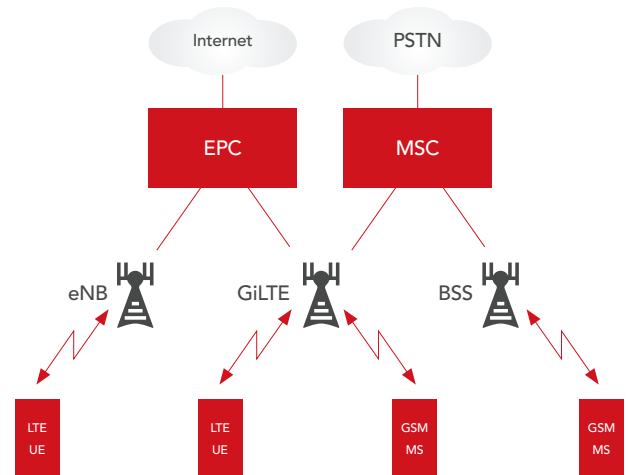 Internet
PSTN
EPC
MSC
eNB
GiLTE
BSS
LTE
UE
LTE
UE
GSM
MS
GSM
MS